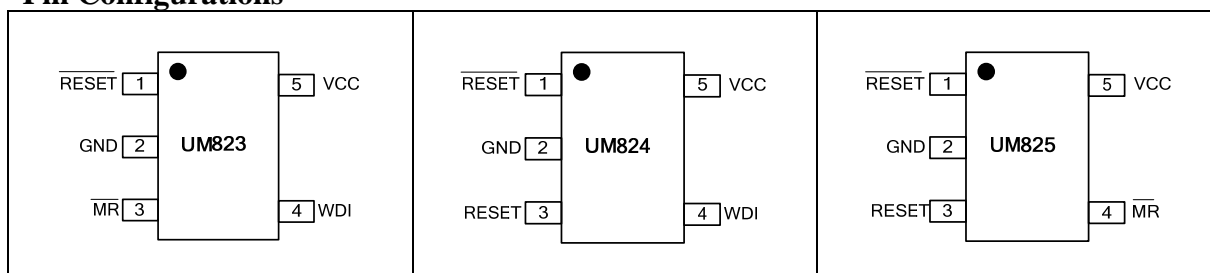 Pin Configurations
RESET 1 5 VCC
GND 2 UM823
MR 3 4 WDI
RESET 1 5 VCC
GND 2 UM824
RESET 3 4 WDI
RESET 1 5 VCC
GND 2 UM825
RESET 3 4 MR